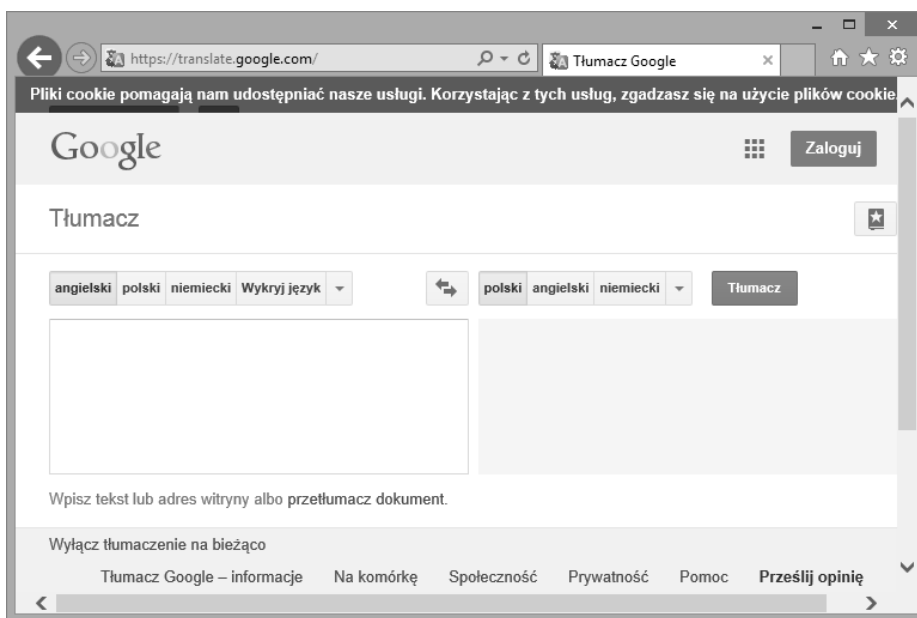 https://translate.google.com/
Tłumacz Google
Pliki cookie pomagają nam udostępniać nasze usługi. Korzystając z tych usług, zgadzasz się na użycie plików cookie.
Google
Zaloguj
Tłumacz
angielski polski niemiecki Wykryj język
polski angielski niemiecki
Tłumacz
Wpisz tekst lub adres witryny albo przetłumacz dokument.
Wyłącz tłumaczenie na bieżąco
Tłumacz Google – informacje Na komórkę Społeczność Prywatność Pomoc Prześlij opinię